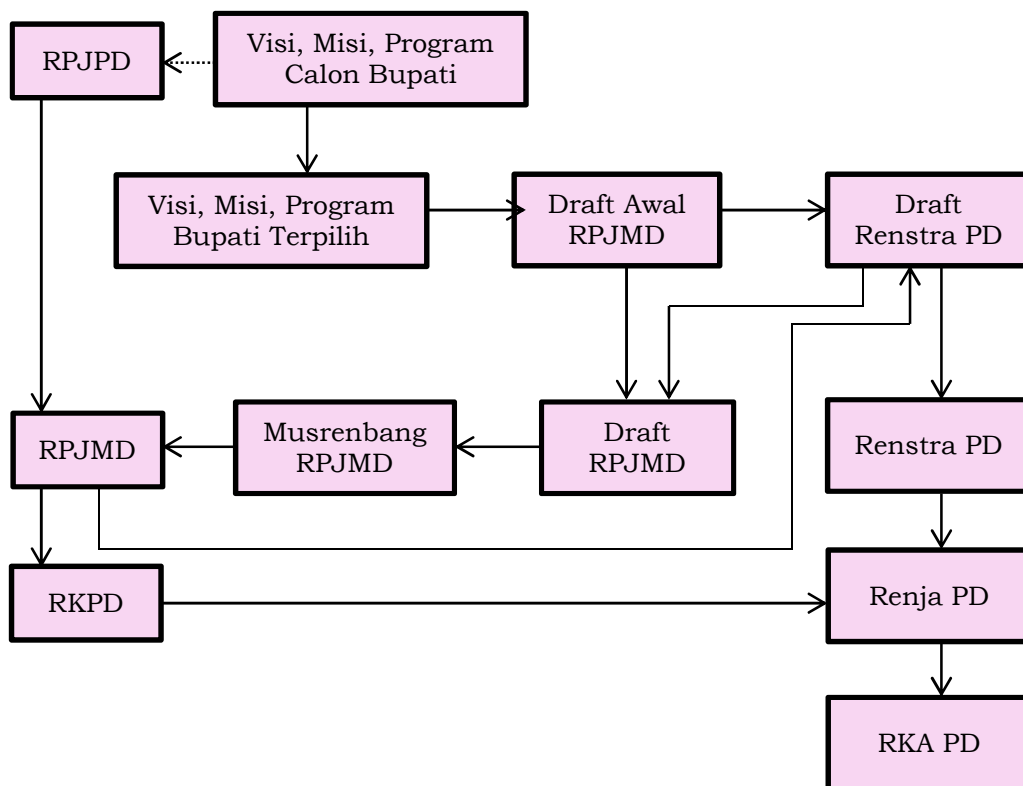 RPJPD
Visi, Misi, Program
Calon Bupati
Visi, Misi, Program
Bupati Terpilih
Draft Awal
RPJMD
Draft
Renstra PD
RPJMD
Musrenbang
RPJMD
Draft
RPJMD
Renstra PD
RKPD
Renja PD
RKA PD